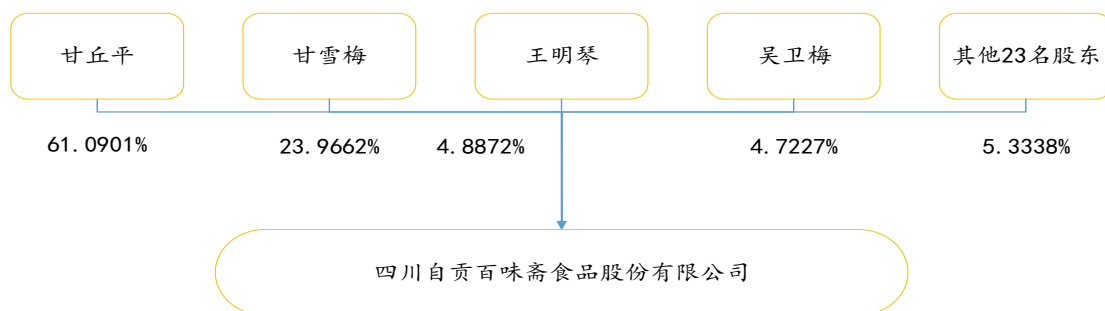 甘丘平
甘雪梅
王明琴
吴卫梅
其他23名股东
61.0901%
23.9662%
4.8872%
4.7227%
5.3338%
四川自贡百味斋食品股份有限公司